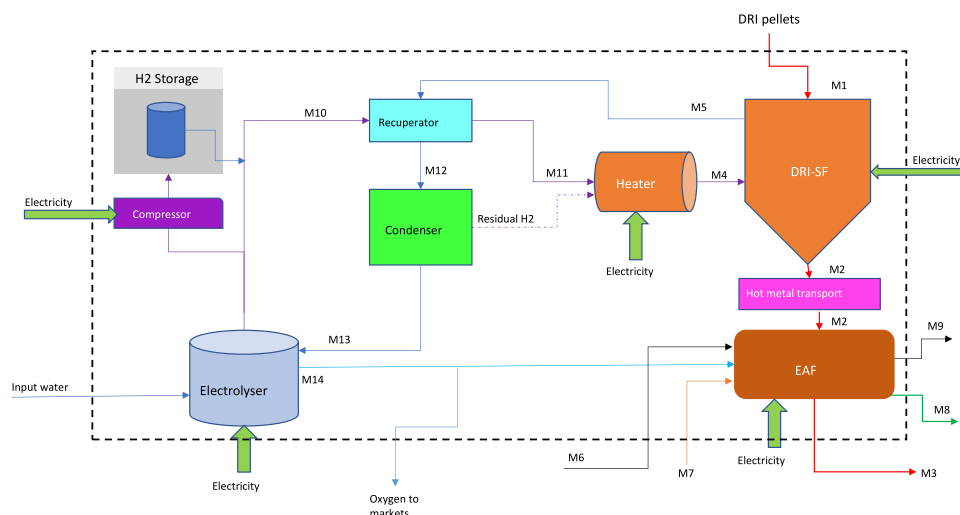 DRI pellets
H2 Storage
M1
M5
M10
Recuperator
Electricity
M12
M11
M4
DRI-SF
Heater
Electricity
Compressor
Residual H2
Condenser
Electricity
M2
Hot metal transport
M2
M9
M13
M14
EAF
Input water
Electrolyser
M8
M6
M7
Electricity
M3
Electricity
Oxygen to
markets